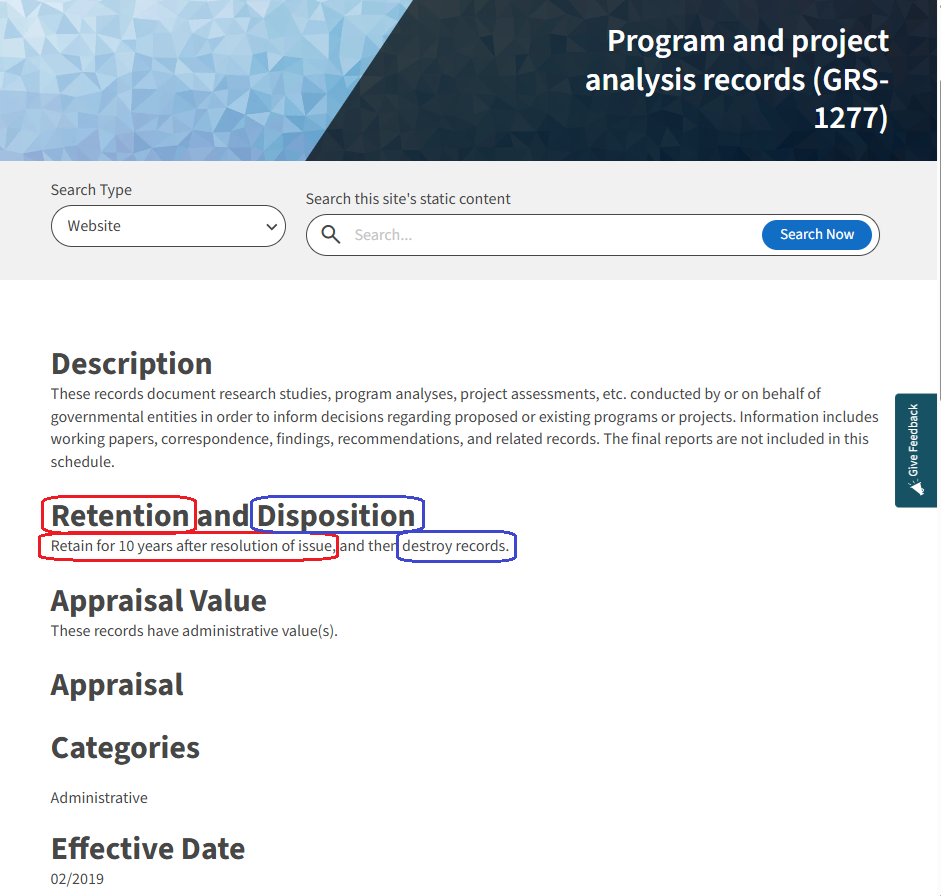 Program and project
analysis records (GRS-
1277)
Search Type
Website
Search this site's static content
Search...
Search Now
Description
These records document research studies, program analyses, project assessments, etc. conducted by or on behalf of
governmental entities in order to inform decisions regarding proposed or existing programs or projects. Information includes
working papers, correspondence, findings, recommendations, and related records. The final reports are not included in this
schedule.
Give Feedback
Retention and Disposition
Retain for 10 years after resolution of issue, and then destroy records.
Appraisal Value
These records have administrative value(s).
Appraisal
Categories
Administrative
Effective Date
02/2019